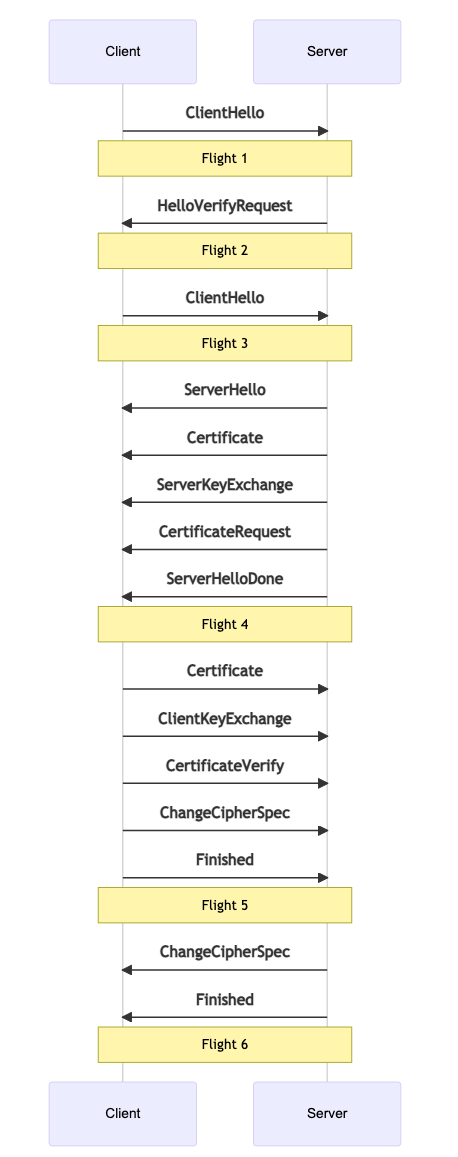 Client
Server
ClientHello
Flight 1
HelloVerifyRequest
Flight 2
ClientHello
Flight 3
ServerHello
Certificate
ServerKeyExchange
CertificateRequest
ServerHelloDone
Flight 4
Certificate
ClientKeyExchange
CertificateVerify
ChangeCipherSpec
Finished
Flight 5
ChangeCipherSpec
Finished
Flight 6
Client
Server